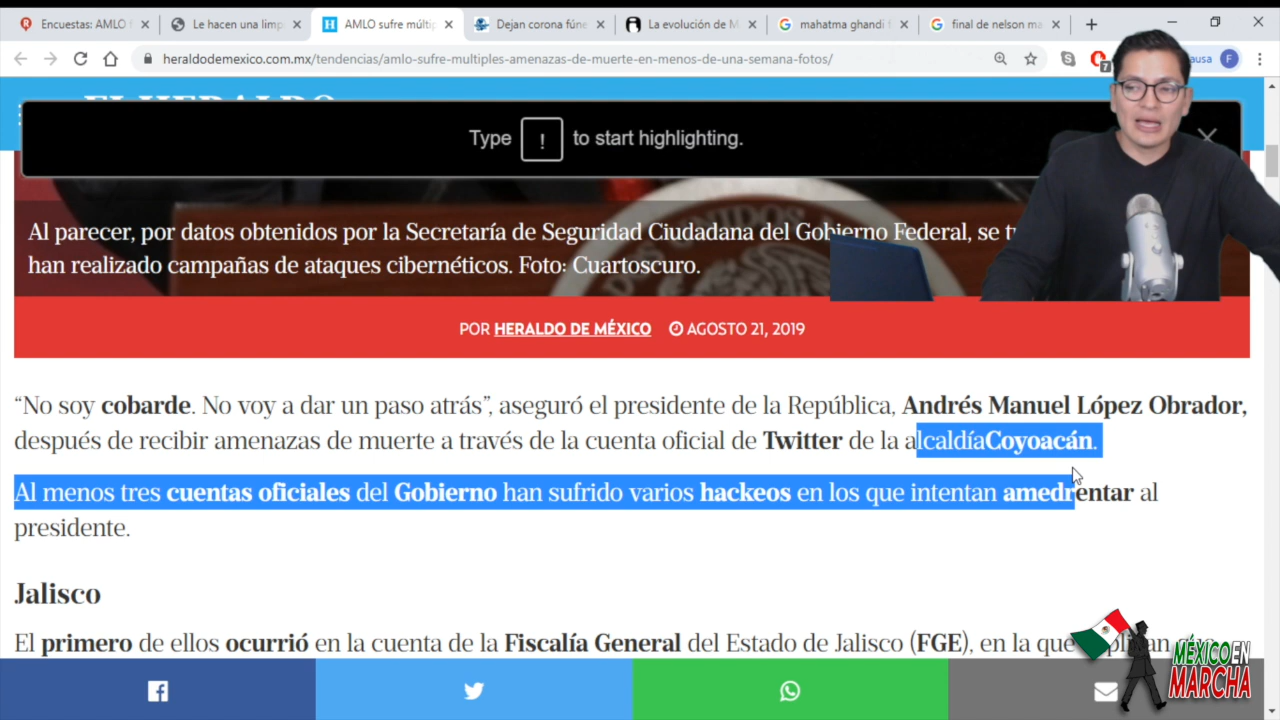 Encuestas: AMLO
Le hacen una limp
AMLO sufre múltip
Dejan corona fúne
La evolución de M
mahatma ghandi f
final de nelson ma
heraldodemexico.com.mx/tendencias/amlo-sufre-multiples-amenazas-de-muerte-en-menos-de-una-semana-fotos/
7
ausa
F
EL HERALDO
Type ! to start highlighting.
Al parecer, por datos obtenidos por la Secretaría de Seguridad Ciudadana del Gobierno Federal, se
han realizado campañas de ataques cibernéticos. Foto: Cuartoscuro.
POR HERALDO DE MÉXICO AGOSTO 21, 2019
“No soy cobarde. No voy a dar un paso atrás”, aseguró el presidente de la República, Andrés Manuel López Obrador,
después de recibir amenazas de muerte a través de la cuenta oficial de Twitter de la alcaldíaCoyoacán.
Al menos tres cuentas oficiales del Gobierno han sufrido varios hackeos en los que intentan amedrentar al
presidente.
Jalisco
El primero de ellos ocurrió en la cuenta de la Fiscalía General del Estado de Jalisco (FGE), en la que
MÉXICO EN
MARCHA